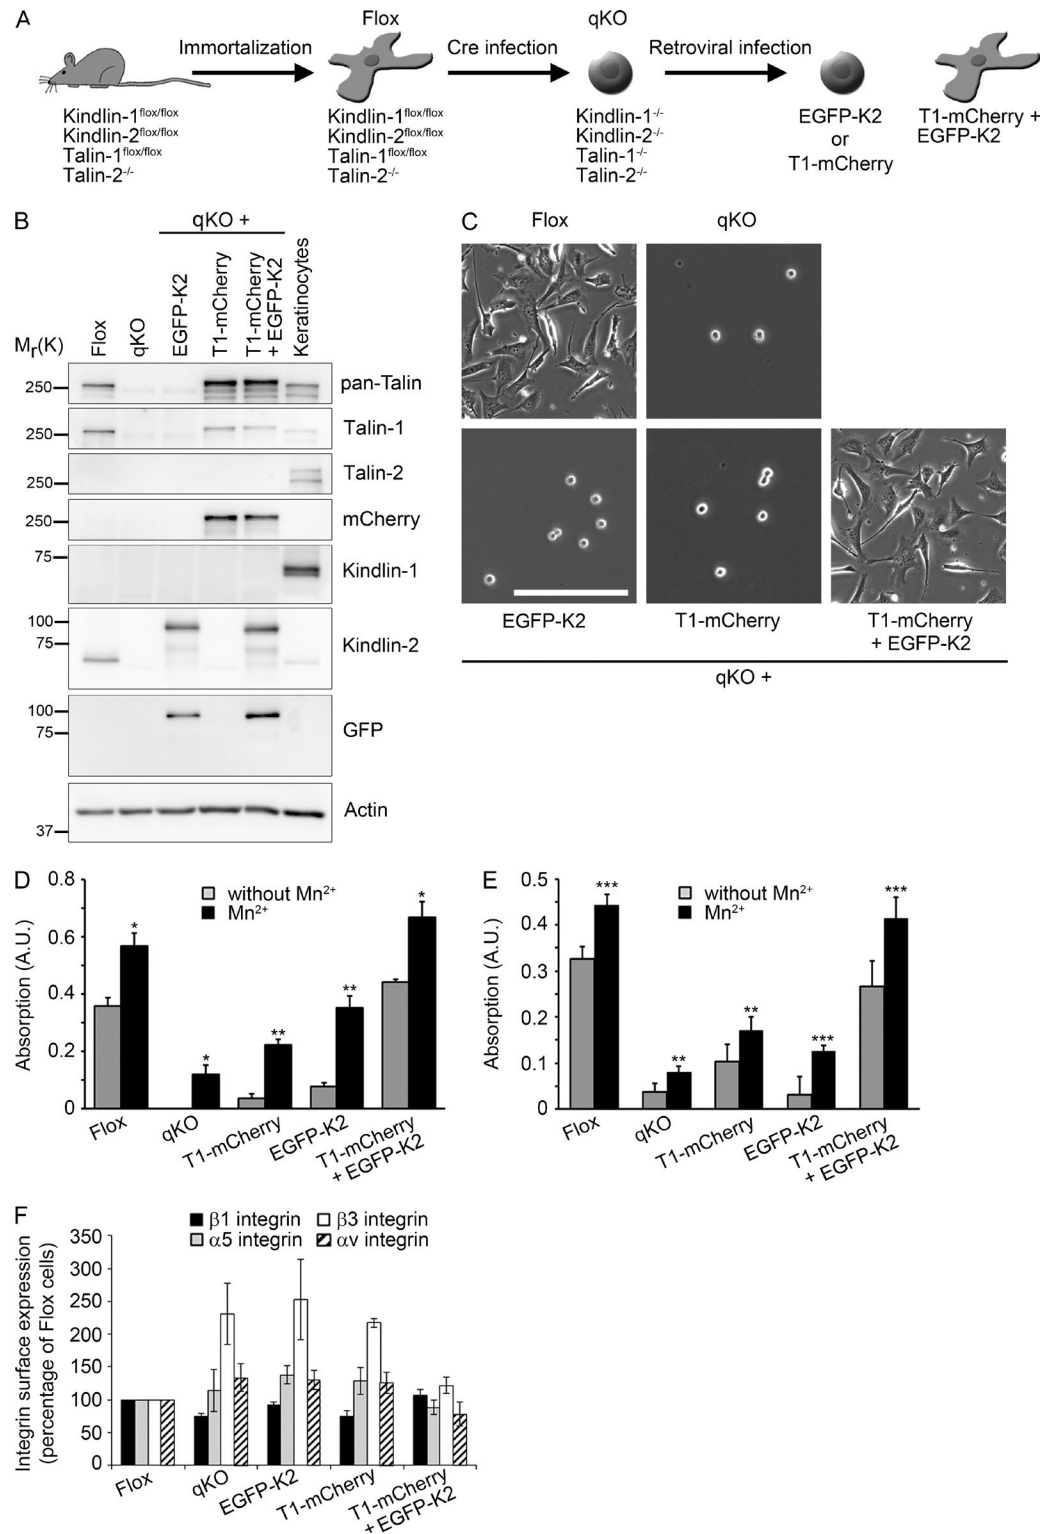 A
Flox
qKO
Immortalization
Cre infection
Retroviral infection
Kindlin-1flox/flox
Kindlin-2flox/flox
Talin-1flox/flox
Talin-2-/-
Kindlin-1flox/flox
Kindlin-2flox/flox
Talin-1flox/flox
Talin-2-/-
Kindlin-1-/-
Kindlin-2-/-
Talin-1-/-
Talin-2-/-
EGFP-K2
or
T1-mCherry
T1-mCherry +
EGFP-K2
B
qKO +
Mr(K)
Flox
qKO
EGFP-K2
T1-mCherry
T1-mCherry
+ EGFP-K2
Keratinocytes
250
pan-Talin
250
Talin-1
250
Talin-2
250
mCherry
75
Kindlin-1
100
75
Kindlin-2
100
75
GFP
Actin
37
C
Flox
qKO
EGFP-K2
T1-mCherry
T1-mCherry
+ EGFP-K2
qKO +
D
Absorption (A.U.)
0.8
0.6
0.4
0.2
0
without Mn2+
Mn2+
*
*
**
**
*
Flox
qKO
T1-mCherry
EGFP-K2
T1-mCherry
+ EGFP-K2
E
Absorption (A.U.)
0.5
0.4
0.3
0.2
0.1
0
without Mn2+
Mn2+
***
**
**
***
***
Flox
qKO
T1-mCherry
EGFP-K2
T1-mCherry
+ EGFP-K2
F
Integrin surface expression
(percentage of Flox cells)
350
300
250
200
150
100
50
0
β1 integrin
β3 integrin
α5 integrin
αv integrin
Flox
qKO
EGFP-K2
T1-mCherry
T1-mCherry
+ EGFP-K2